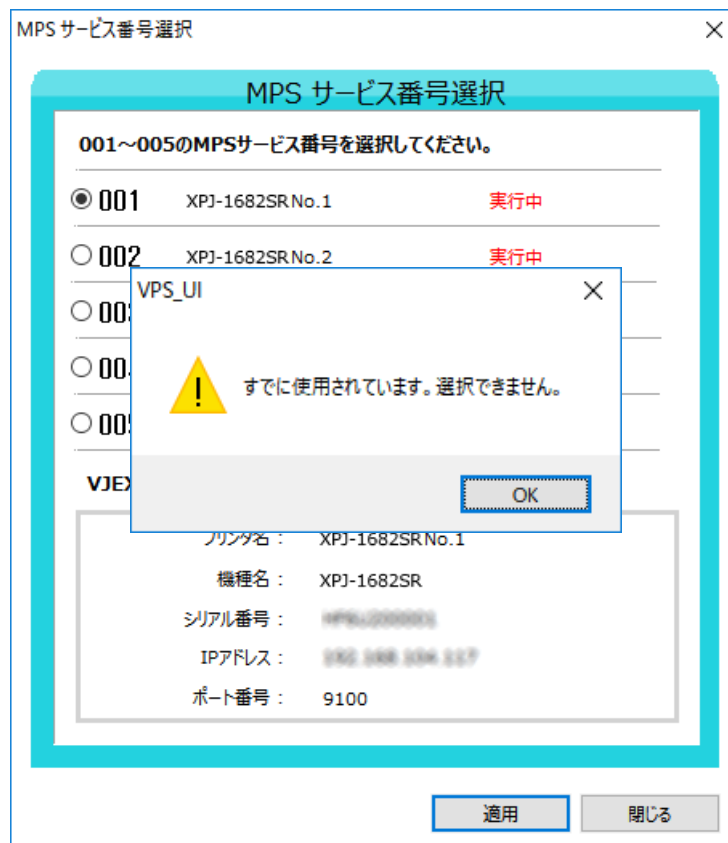 MPS サービス番号選択
MPS サービス番号選択
001～005のMPSサービス番号を選択してください。
001 XPJ-1682SR No.1 実行中
002 XPJ-1682SR No.2 実行中
VPS_UI
すでに使用されています。選択できません。
OK
プリンタ名： XPJ-1682SR No.1
機種名： XPJ-1682SR
シリアル番号：
IPアドレス：
ポート番号： 9100
適用 閉じる